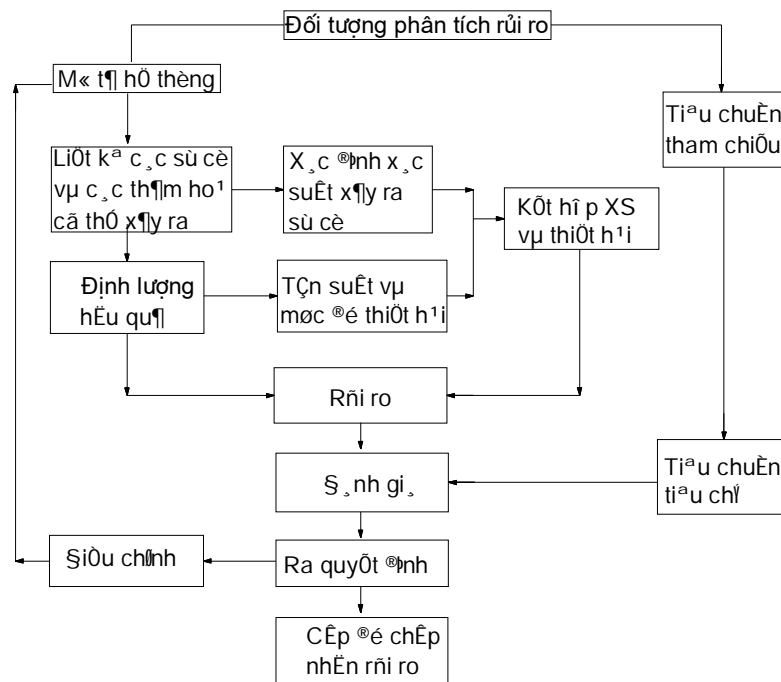 Đối tượng phân tích rủi ro
M« t¶ hÖ thèng
Tiªu chuÈn
tham chiÕu
LiÖt kª c¸c sù cè
vµ c¸c th¶m ho¹
cã thÓ x¶y ra
X¸c ®Þnh x¸c
suÊt x¶y ra
sù cè
KÕt hîp XS
vµ thiÖt h¹i
Định lượng
hËu qu¶
TÇn suÊt vµ
møc ®é thiÖt h¹i
Rñi ro
Tiªu chuÈn
tiªu chÝ
§¸nh gi¸
§iÒu chØnh
Ra quyÕt ®Þnh
CÊp ®é chÊp
nhËn rñi ro